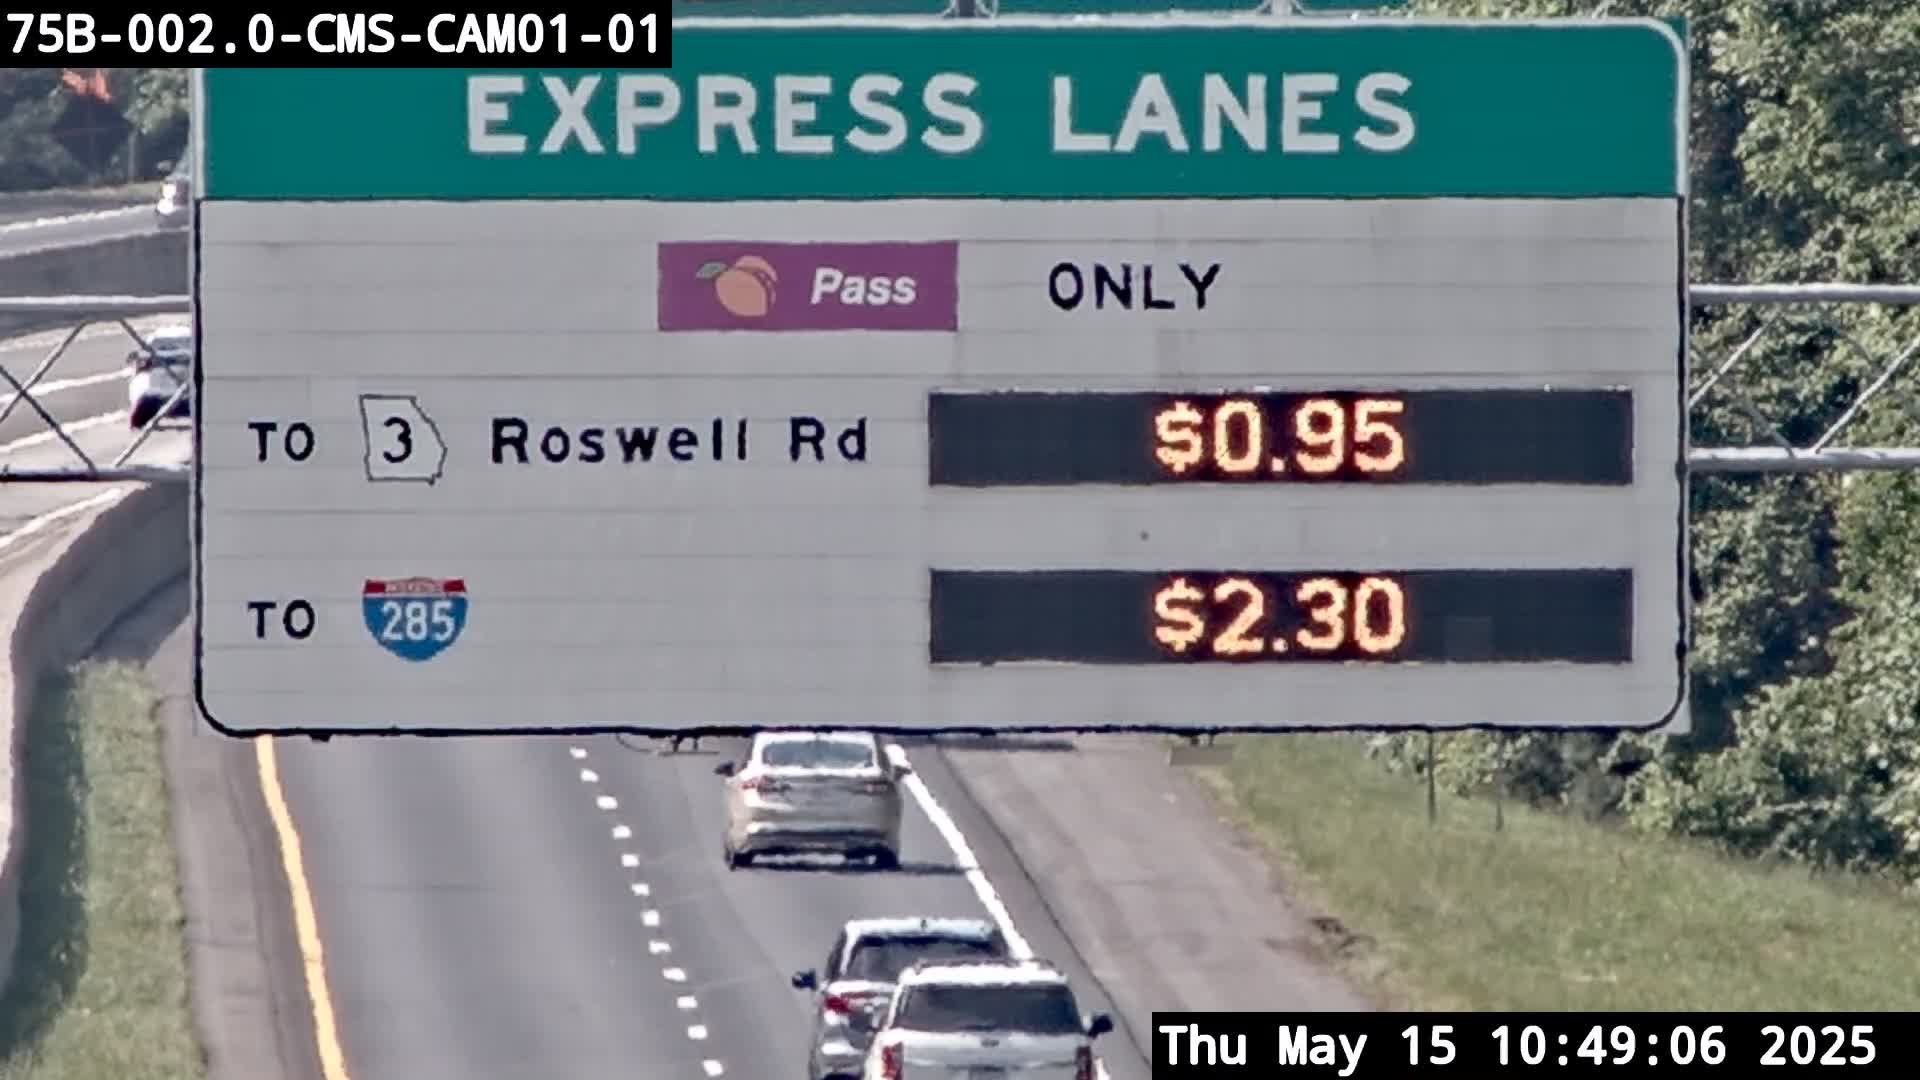 75B-002.0-CMS-CAM01-01
EXPRESS LANES
Pass ONLY
TO 3 Roswell Rd $0.95
TO 285 $2.30
Thu May 15 10:49:06 2025